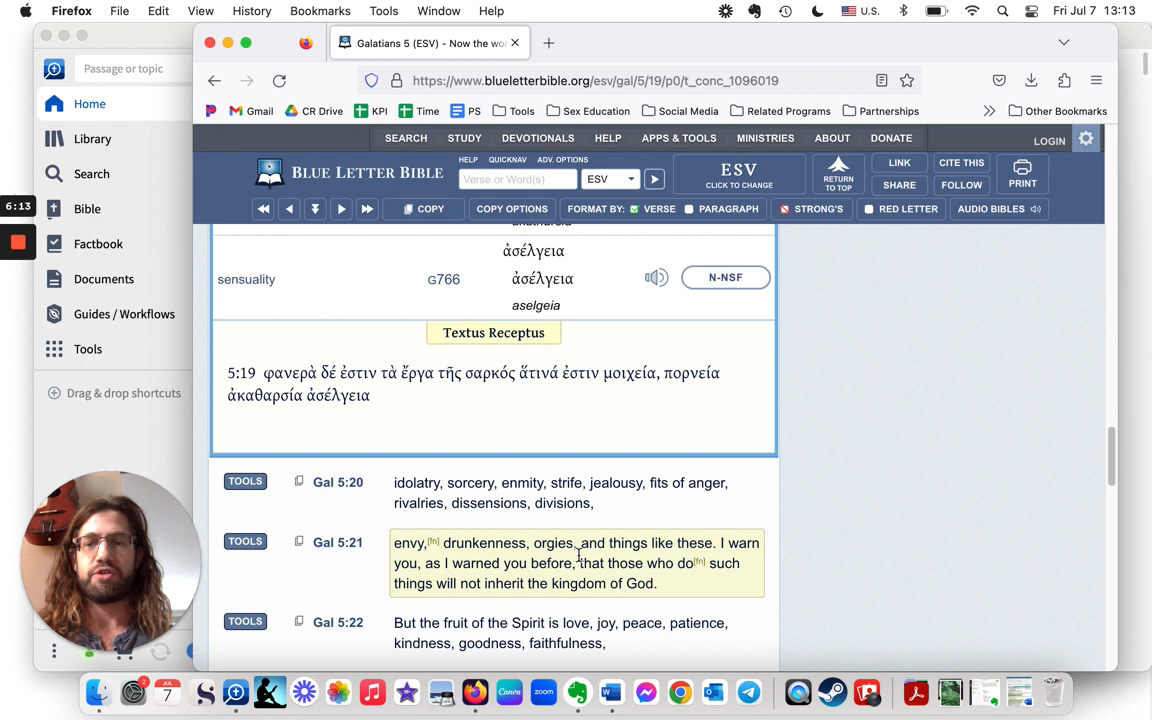 Firefox File Edit View History Bookmarks Tools Window Help U.S. Fri Jul 7 13:13
Galatians 5 (ESV) - Now the wo
Passage or topic
https://www.blueletterbible.org/esv/gal/5/19/p0/t_conc_1096019
Gmail CR Drive KPI Time PS Tools Sex Education Social Media Related Programs Partnerships Other Bookmarks
Home
Library
Search
Bible
Factbook
Documents
Guides / Workflows
Tools
Drag & drop shortcuts
6:13
SEARCH STUDY DEVOTIONALS HELP APPS & TOOLS MINISTRIES ABOUT DONATE LOGIN
BLUE LETTER BIBLE
HELP QUICKNAV ADV. OPTIONS
Verse or Word(s) ESV
ESV
CLICK TO CHANGE
RETURN
TO TOP
LINK CITE THIS
SHARE FOLLOW
PRINT
COPY COPY OPTIONS FORMAT BY: VERSE PARAGRAPH STRONG'S RED LETTER AUDIO BIBLES
ἀσέλγεια
sensuality G766 ἀσέλγεια N-NSF
aselgeia
Textus Receptus
5:19 φανερὰ δέ ἐστιν τὰ ἔργα τῆς σαρκός ἅτινά ἐστιν μοιχεία, πορνεία
ἀκαθαρσία ἀσέλγεια
TOOLS Gal 5:20 idolatry, sorcery, enmity, strife, jealousy, fits of anger,
rivalries, dissensions, divisions,
TOOLS Gal 5:21 envy,[fn] drunkenness, orgies, and things like these. I warn
you, as I warned you before, that those who do[fn] such
things will not inherit the kingdom of God.
TOOLS Gal 5:22 But the fruit of the Spirit is love, joy, peace, patience,
kindness, goodness, faithfulness,
2
JUL
7
Canva
zoom